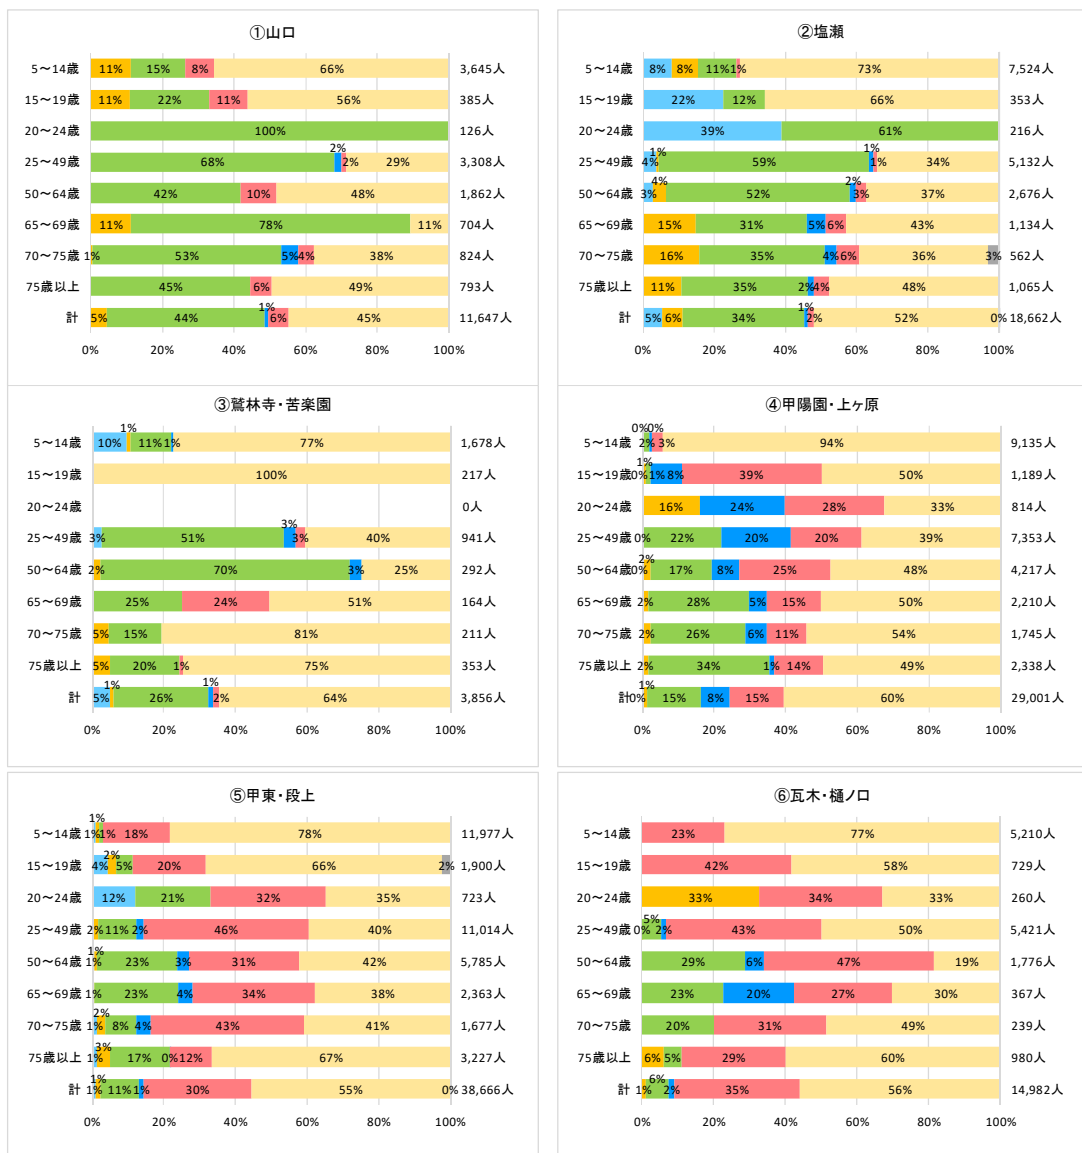 ①山口
5～14歳 11% 15% 8% 66% 3,645人
15～19歳 11% 22% 11% 56% 385人
20～24歳 100% 126人
25～49歳 68% 2% 2% 29% 3,308人
50～64歳 42% 10% 48% 1,862人
65～69歳 11% 78% 11% 704人
70～75歳 1% 53% 5% 4% 38% 824人
75歳以上 45% 6% 49% 793人
計 5% 44% 1% 6% 45% 11,647人
0% 20% 40% 60% 80% 100%
②塩瀬
5～14歳 8% 8% 11% 1% 73% 7,524人
15～19歳 22% 12% 66% 353人
20～24歳 39% 61% 216人
25～49歳 4% 1% 59% 1% 1% 34% 5,132人
50～64歳 3% 4% 52% 2% 3% 37% 2,676人
65～69歳 15% 31% 5% 6% 43% 1,134人
70～75歳 16% 35% 4% 6% 36% 3% 562人
75歳以上 11% 35% 2% 4% 48% 1,065人
計 5% 6% 34% 1% 2% 52% 0% 18,662人
0% 20% 40% 60% 80% 100%
③鷲林寺・苦楽園
5～14歳 10% 1% 11% 1% 77% 1,678人
15～19歳 100% 217人
20～24歳 0人
25～49歳 3% 51% 3% 3% 40% 941人
50～64歳 2% 70% 3% 25% 292人
65～69歳 25% 24% 51% 164人
70～75歳 5% 15% 81% 211人
75歳以上 5% 20% 1% 75% 353人
計 5% 1% 26% 1% 2% 64% 3,856人
0% 20% 40% 60% 80% 100%
④甲陽園・上ヶ原
5～14歳 0% 2% 0% 3% 94% 9,135人
15～19歳 0% 1% 1% 8% 39% 50% 1,189人
20～24歳 16% 24% 28% 33% 814人
25～49歳 0% 22% 20% 20% 39% 7,353人
50～64歳 0% 2% 17% 8% 25% 48% 4,217人
65～69歳 2% 28% 5% 15% 50% 2,210人
70～75歳 2% 26% 6% 11% 54% 1,745人
75歳以上 2% 34% 1% 14% 49% 2,338人
計 0% 1% 15% 8% 15% 60% 29,001人
0% 20% 40% 60% 80% 100%
⑤甲東・段上
5～14歳 1% 1% 1% 18% 78% 11,977人
15～19歳 4% 2% 5% 20% 66% 2% 1,900人
20～24歳 12% 21% 32% 35% 723人
25～49歳 2% 11% 2% 46% 40% 11,014人
50～64歳 1% 1% 23% 3% 31% 42% 5,785人
65～69歳 1% 23% 4% 34% 38% 2,363人
70～75歳 1% 2% 8% 4% 43% 41% 1,677人
75歳以上 1% 3% 17% 0% 12% 67% 3,227人
計 1% 1% 11% 1% 30% 55% 0% 38,666人
0% 20% 40% 60% 80% 100%
⑥瓦木・樋ノ口
5～14歳 23% 77% 5,210人
15～19歳 42% 58% 729人
20～24歳 33% 34% 33% 260人
25～49歳 0% 5% 2% 43% 50% 5,421人
50～64歳 29% 6% 47% 19% 1,776人
65～69歳 23% 20% 27% 30% 367人
70～75歳 20% 31% 49% 239人
75歳以上 6% 5% 29% 60% 980人
計 1% 6% 2% 35% 56% 14,982人
0% 20% 40% 60% 80% 100%